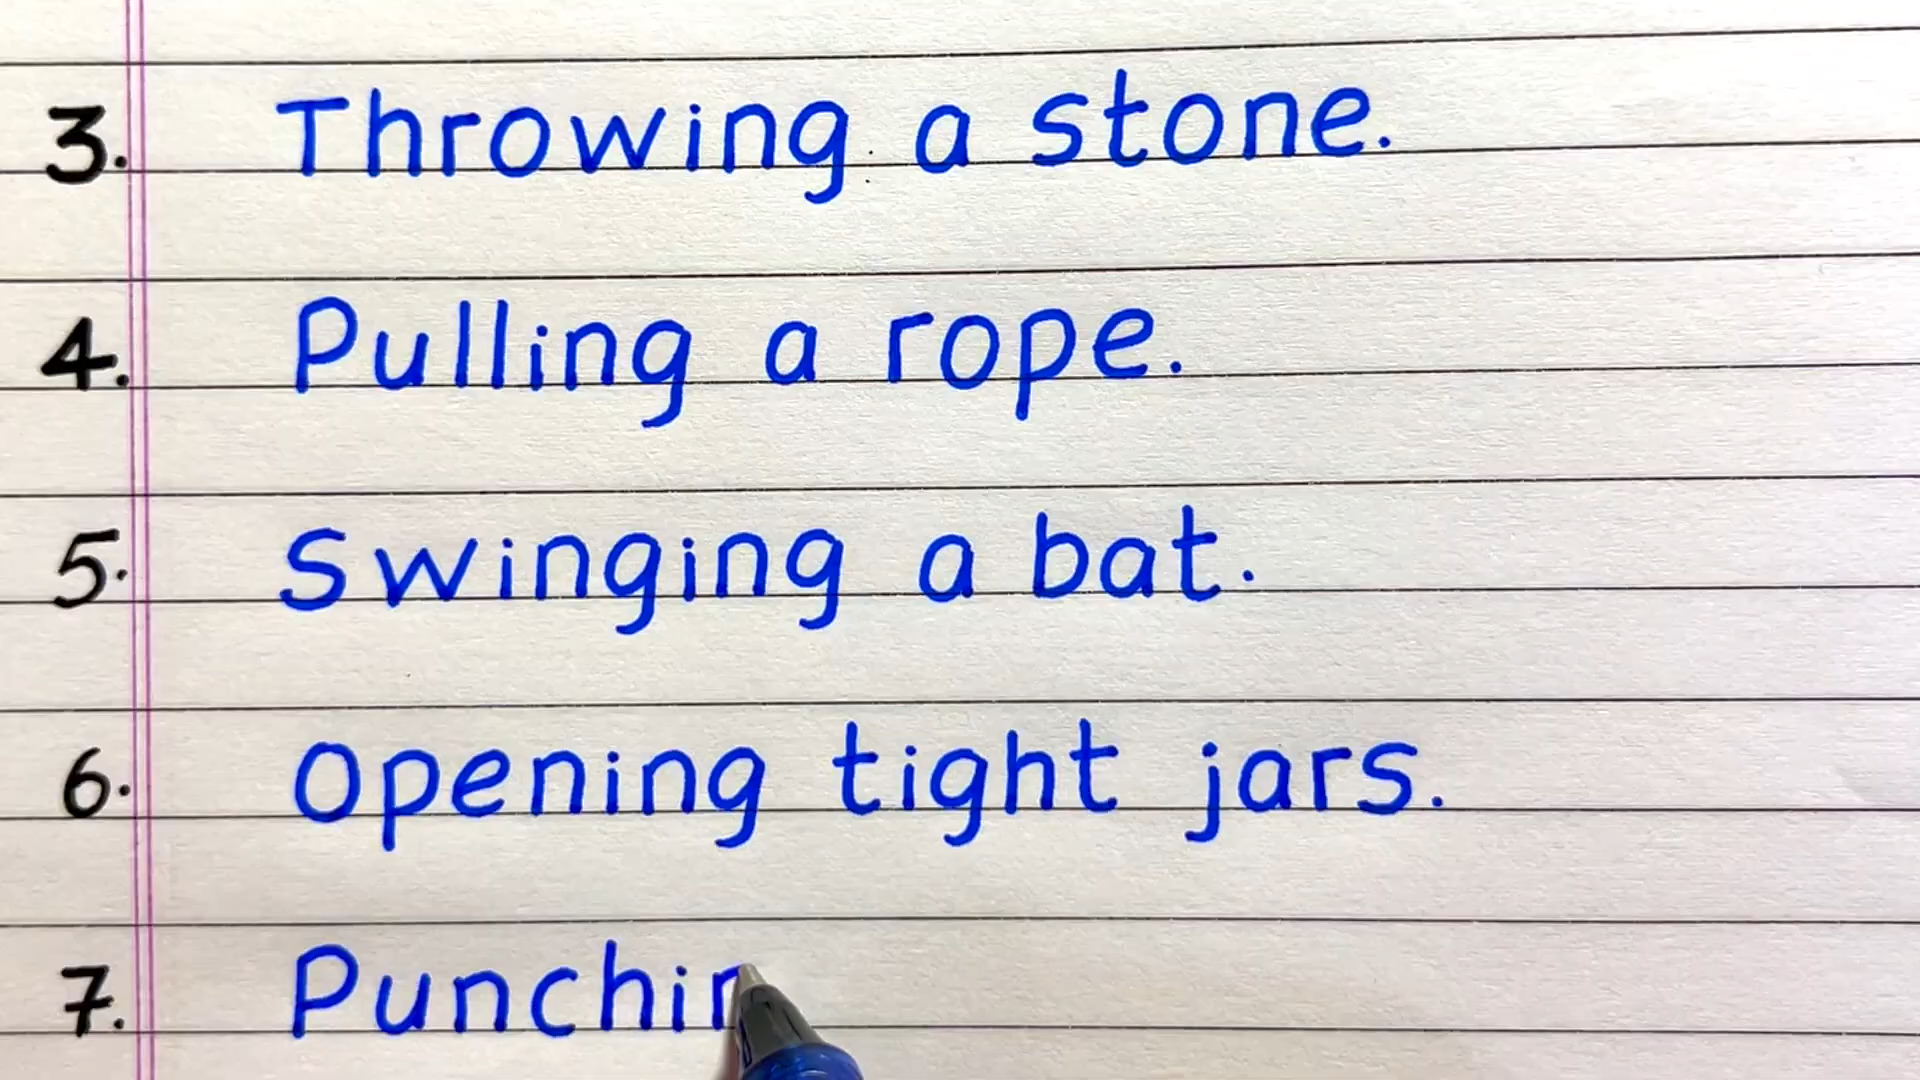 3. Throwing a stone.
4. Pulling a rope.
5. Swinging a bat.
6. Opening tight jars.
7. Punchin